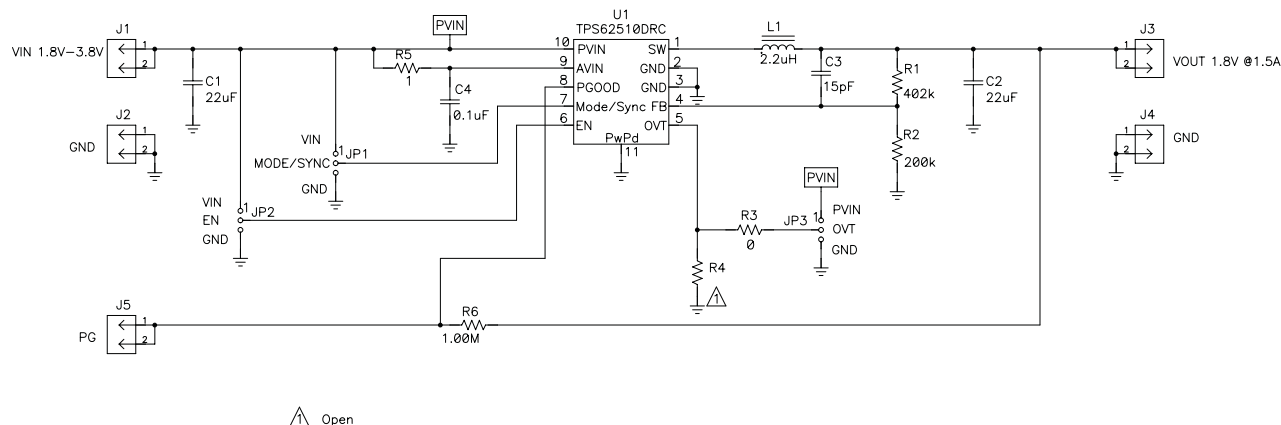 U1
TPS62510DRC
J1
VIN 1.8V-3.8V
1
2
PVIN
R5
1
C1
22uF
C4
0.1uF
10 PVIN
9 AVIN
8 PGOOD
7 Mode/Sync
6 EN
SW 1
GND 2
GND 3
FB 4
OVT 5
PwPd
11
L1
2.2uH
C3
15pF
R1
402k
R2
200k
C2
22uF
J3
1
2
VOUT 1.8V @1.5A
J2
GND
1
2
J4
1
2
GND
VIN
1 JP1
MODE/SYNC
GND
VIN
1 JP2
EN
GND
PVIN
R3
0
JP3
1
PVIN
OVT
GND
R4
1
J5
PG
1
2
R6
1.00M
1 Open